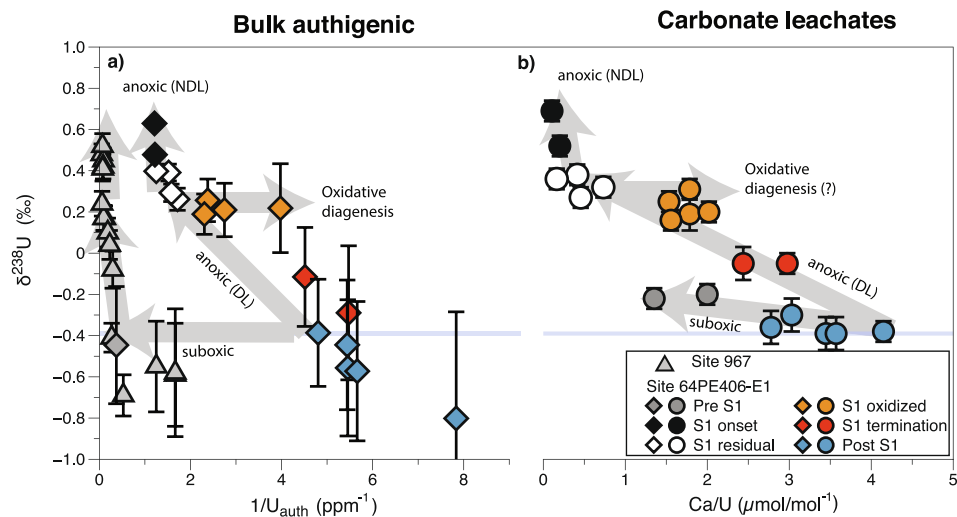 Bulk authigenic
Carbonate leachates
a)
anoxic (NDL)
Oxidative
diagenesis
anoxic (DL)
suboxic
1.0
0.8
0.6
0.4
0.2
0
−0.2
−0.4
−0.6
−0.8
−1.0
δ²³⁸U (‰)
0
2
4
6
8
1/Uauth (ppm⁻¹)
b)
anoxic (NDL)
Oxidative
diagenesis (?)
anoxic (DL)
suboxic
0
1
2
3
4
5
Ca/U (µmol/mol⁻¹)
Site 967
Site 64PE406-E1
Pre S1
S1 onset
S1 residual
S1 oxidized
S1 termination
Post S1